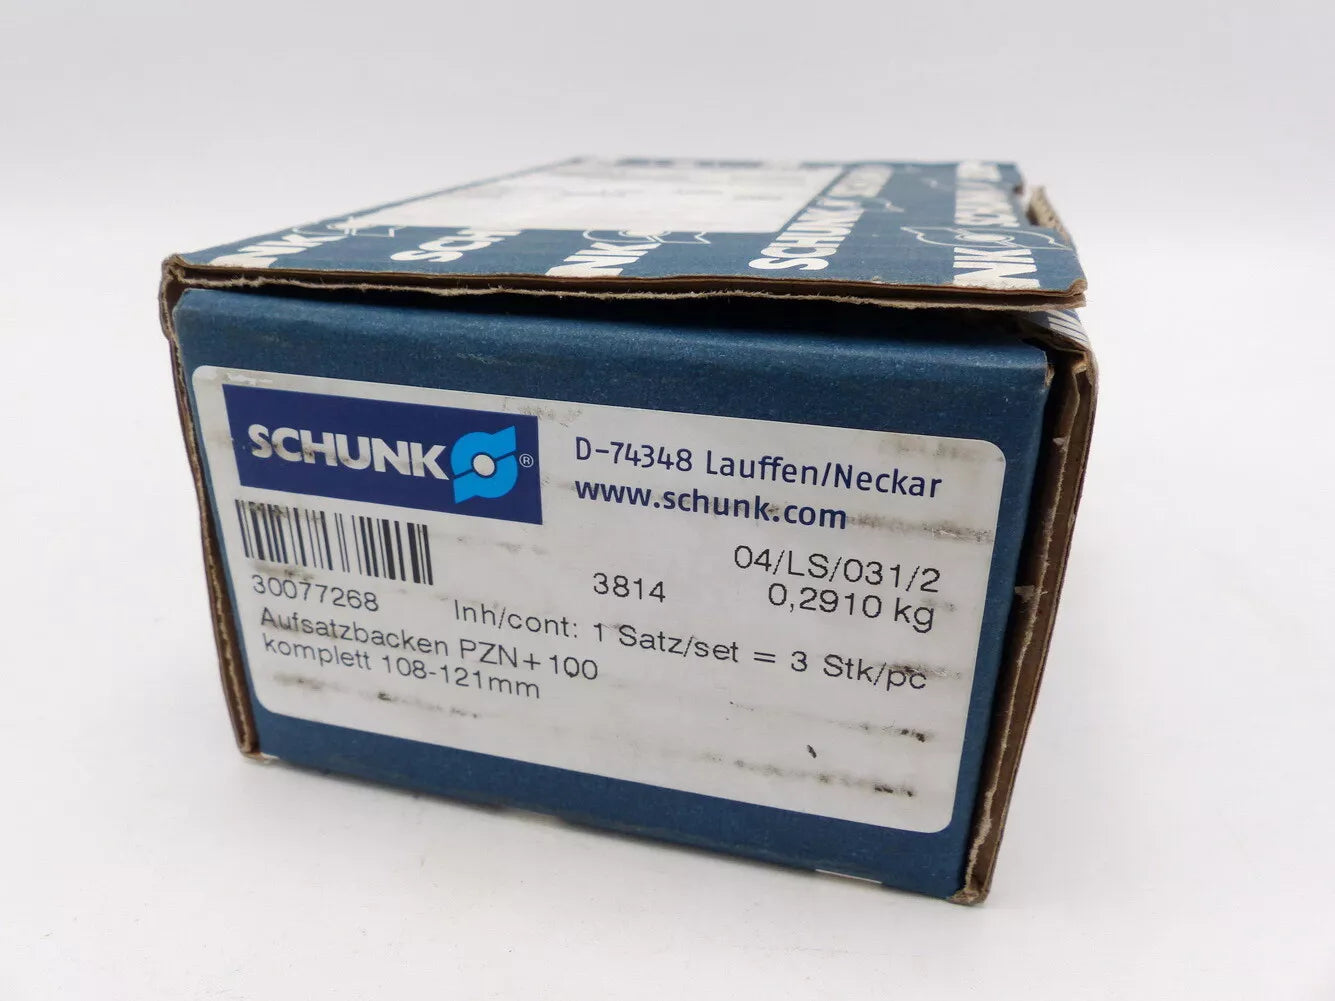 SCHUNK
SCHUNK®
D-74348 Lauffen/Neckar
www.schunk.com
04/LS/031/2
30077268
3814
0,2910 kg
Inh/cont: 1 Satz/set = 3 Stk/pc
Aufsatzbacken PZN+100
komplett 108-121mm